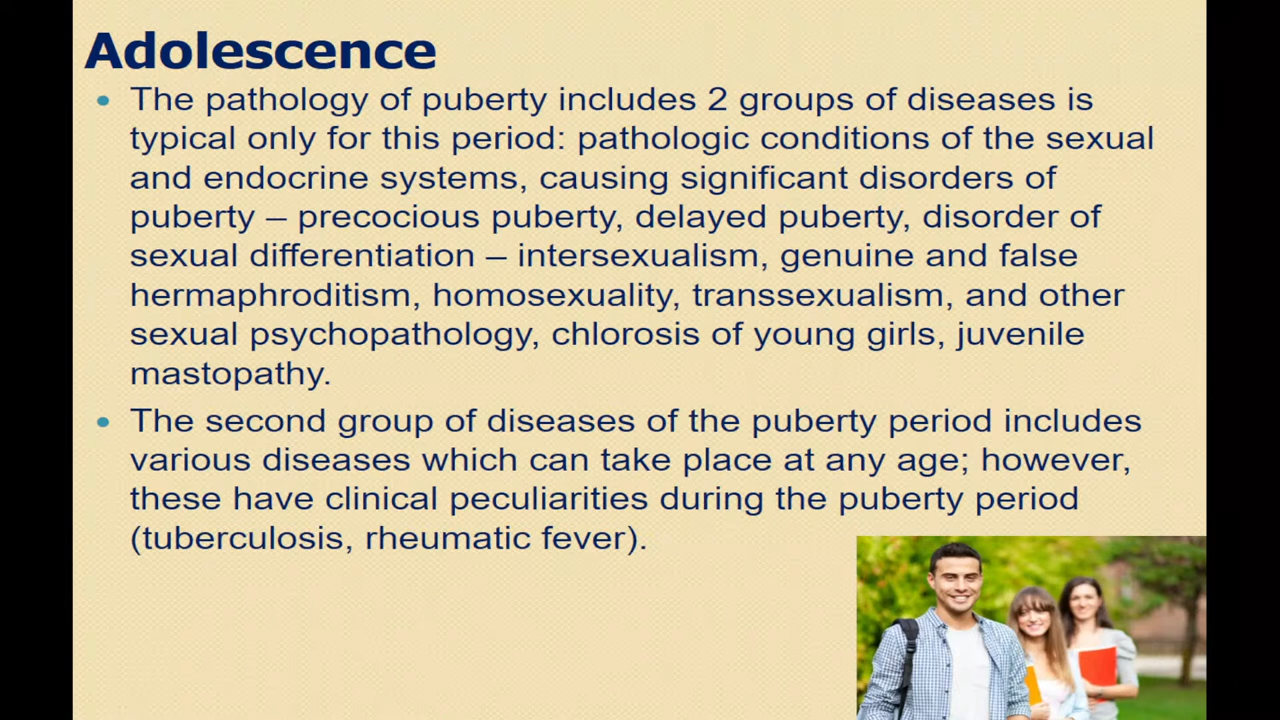 Adolescence
• The pathology of puberty includes 2 groups of diseases is
typical only for this period: pathologic conditions of the sexual
and endocrine systems, causing significant disorders of
puberty – precocious puberty, delayed puberty, disorder of
sexual differentiation – intersexualism, genuine and false
hermaphroditism, homosexuality, transsexualism, and other
sexual psychopathology, chlorosis of young girls, juvenile
mastopathy.
• The second group of diseases of the puberty period includes
various diseases which can take place at any age; however,
these have clinical peculiarities during the puberty period
(tuberculosis, rheumatic fever).